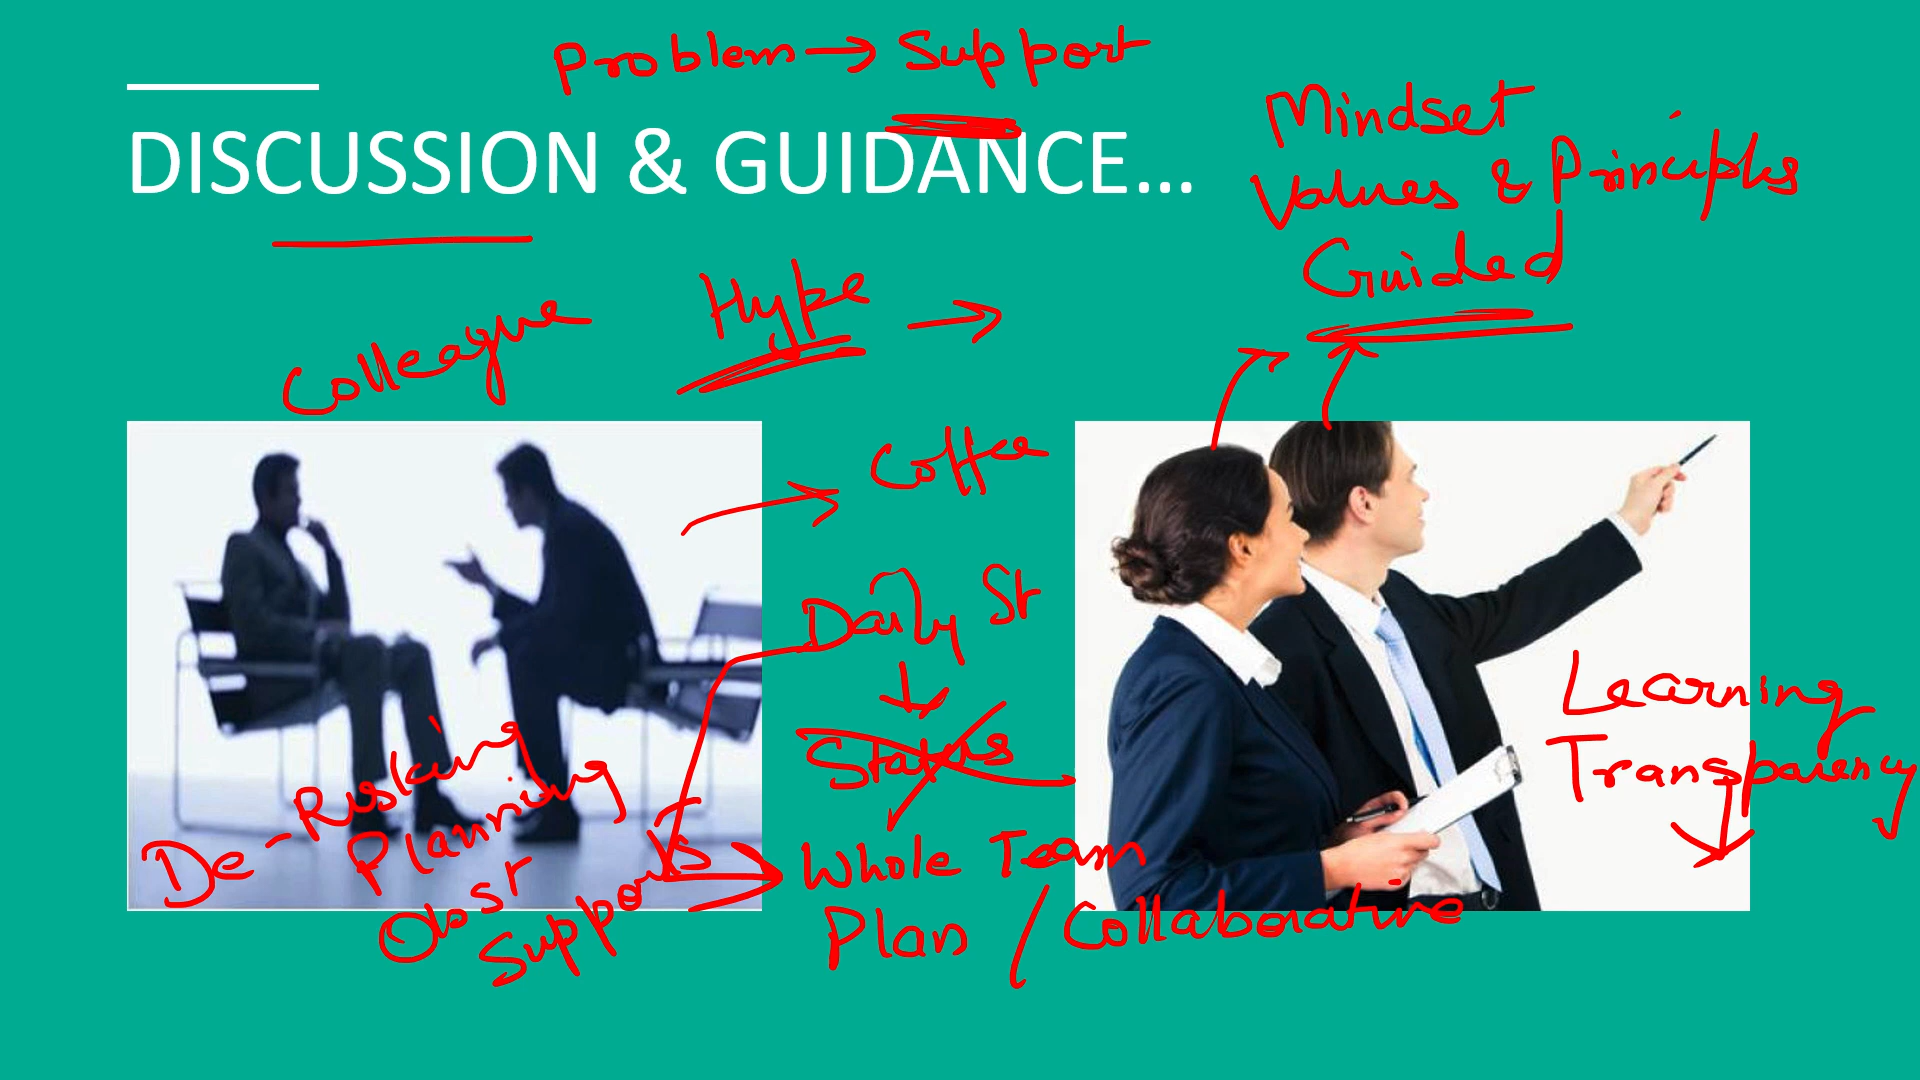 Problem → Support
DISCUSSION & GUIDANCE...
Mindset
Values & Principles
Guided
Colleague
Hype →
Coffee
Daily St
Status
Whole Team
Plan / Collaborative
De-Risking
Planning
Obst
Supports
Learning
Transparency